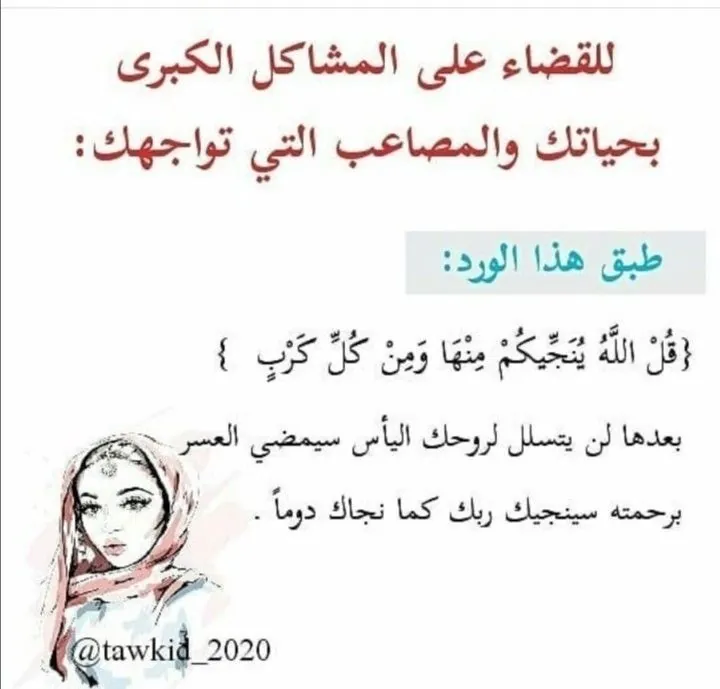 للقضاء على المشاكل الكبرى
بحياتك والمصاعب التي تواجهك:
طبق هذا الورد:
{قُلْ اللَّهُ يُنَجِّيكُمْ مِنْهَا وَمِنْ كُلِّ كَرْبٍ }
بعدها لن يتسلل لروحك اليأس سيمضي العسر
برحمته سينجيك ربك كما نجاك دوماً .
@tawkid_2020